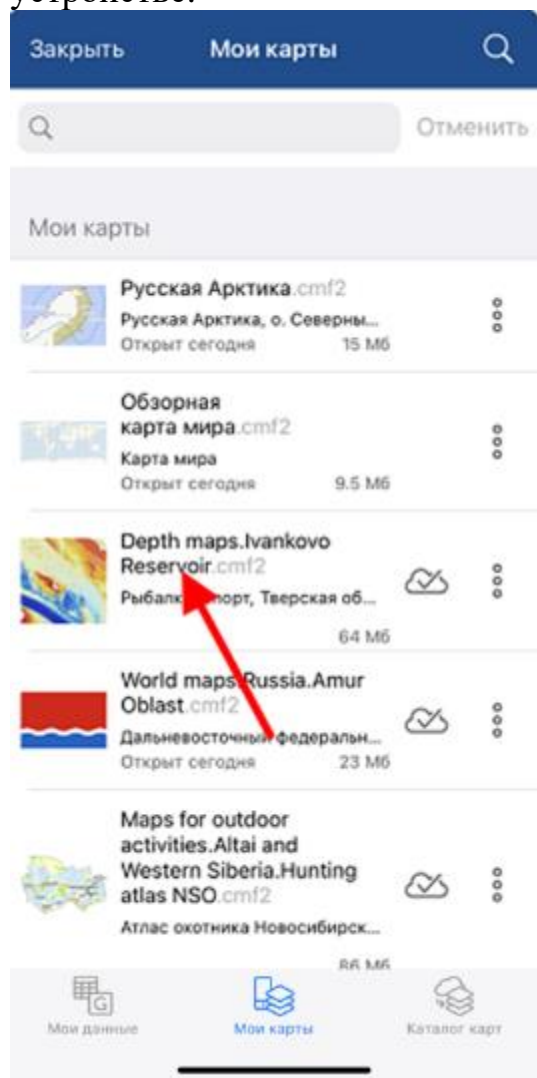 устройстве.
Закрыть Мои карты
Отменить
Мои карты
Русская Арктика.cmf2
Русская Арктика, о. Северны...
Открыт сегодня 15 Мб
Обзорная
карта мира.cmf2
Карта мира
Открыт сегодня 9.5 Мб
Depth maps.Ivankovo
Reservoir.cmf2
Тверская об...
64 Мб
World maps.Russia.Amur
Oblast.cmf2
Дальневосточный федеральн...
Открыт сегодня 23 Мб
Maps for outdoor
activities.Altai and
Western Siberia.Hunting
atlas NSO.cmf2
Атлас охотника Новосибирск...
86 Мб
Мои данные Мои карты Каталог карт